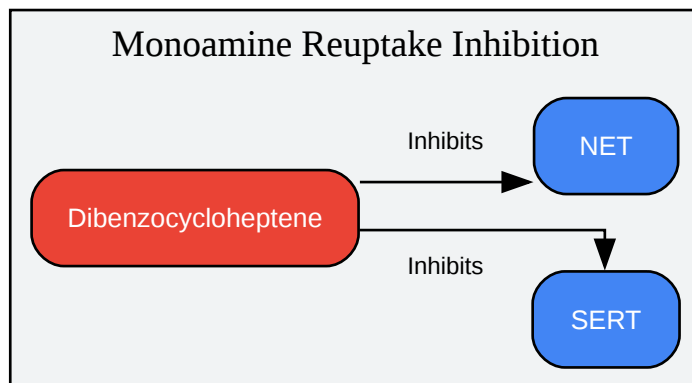 Monoamine Reuptake Inhibition
Inhibits
NET
Dibenzocycloheptene
Inhibits
SERT